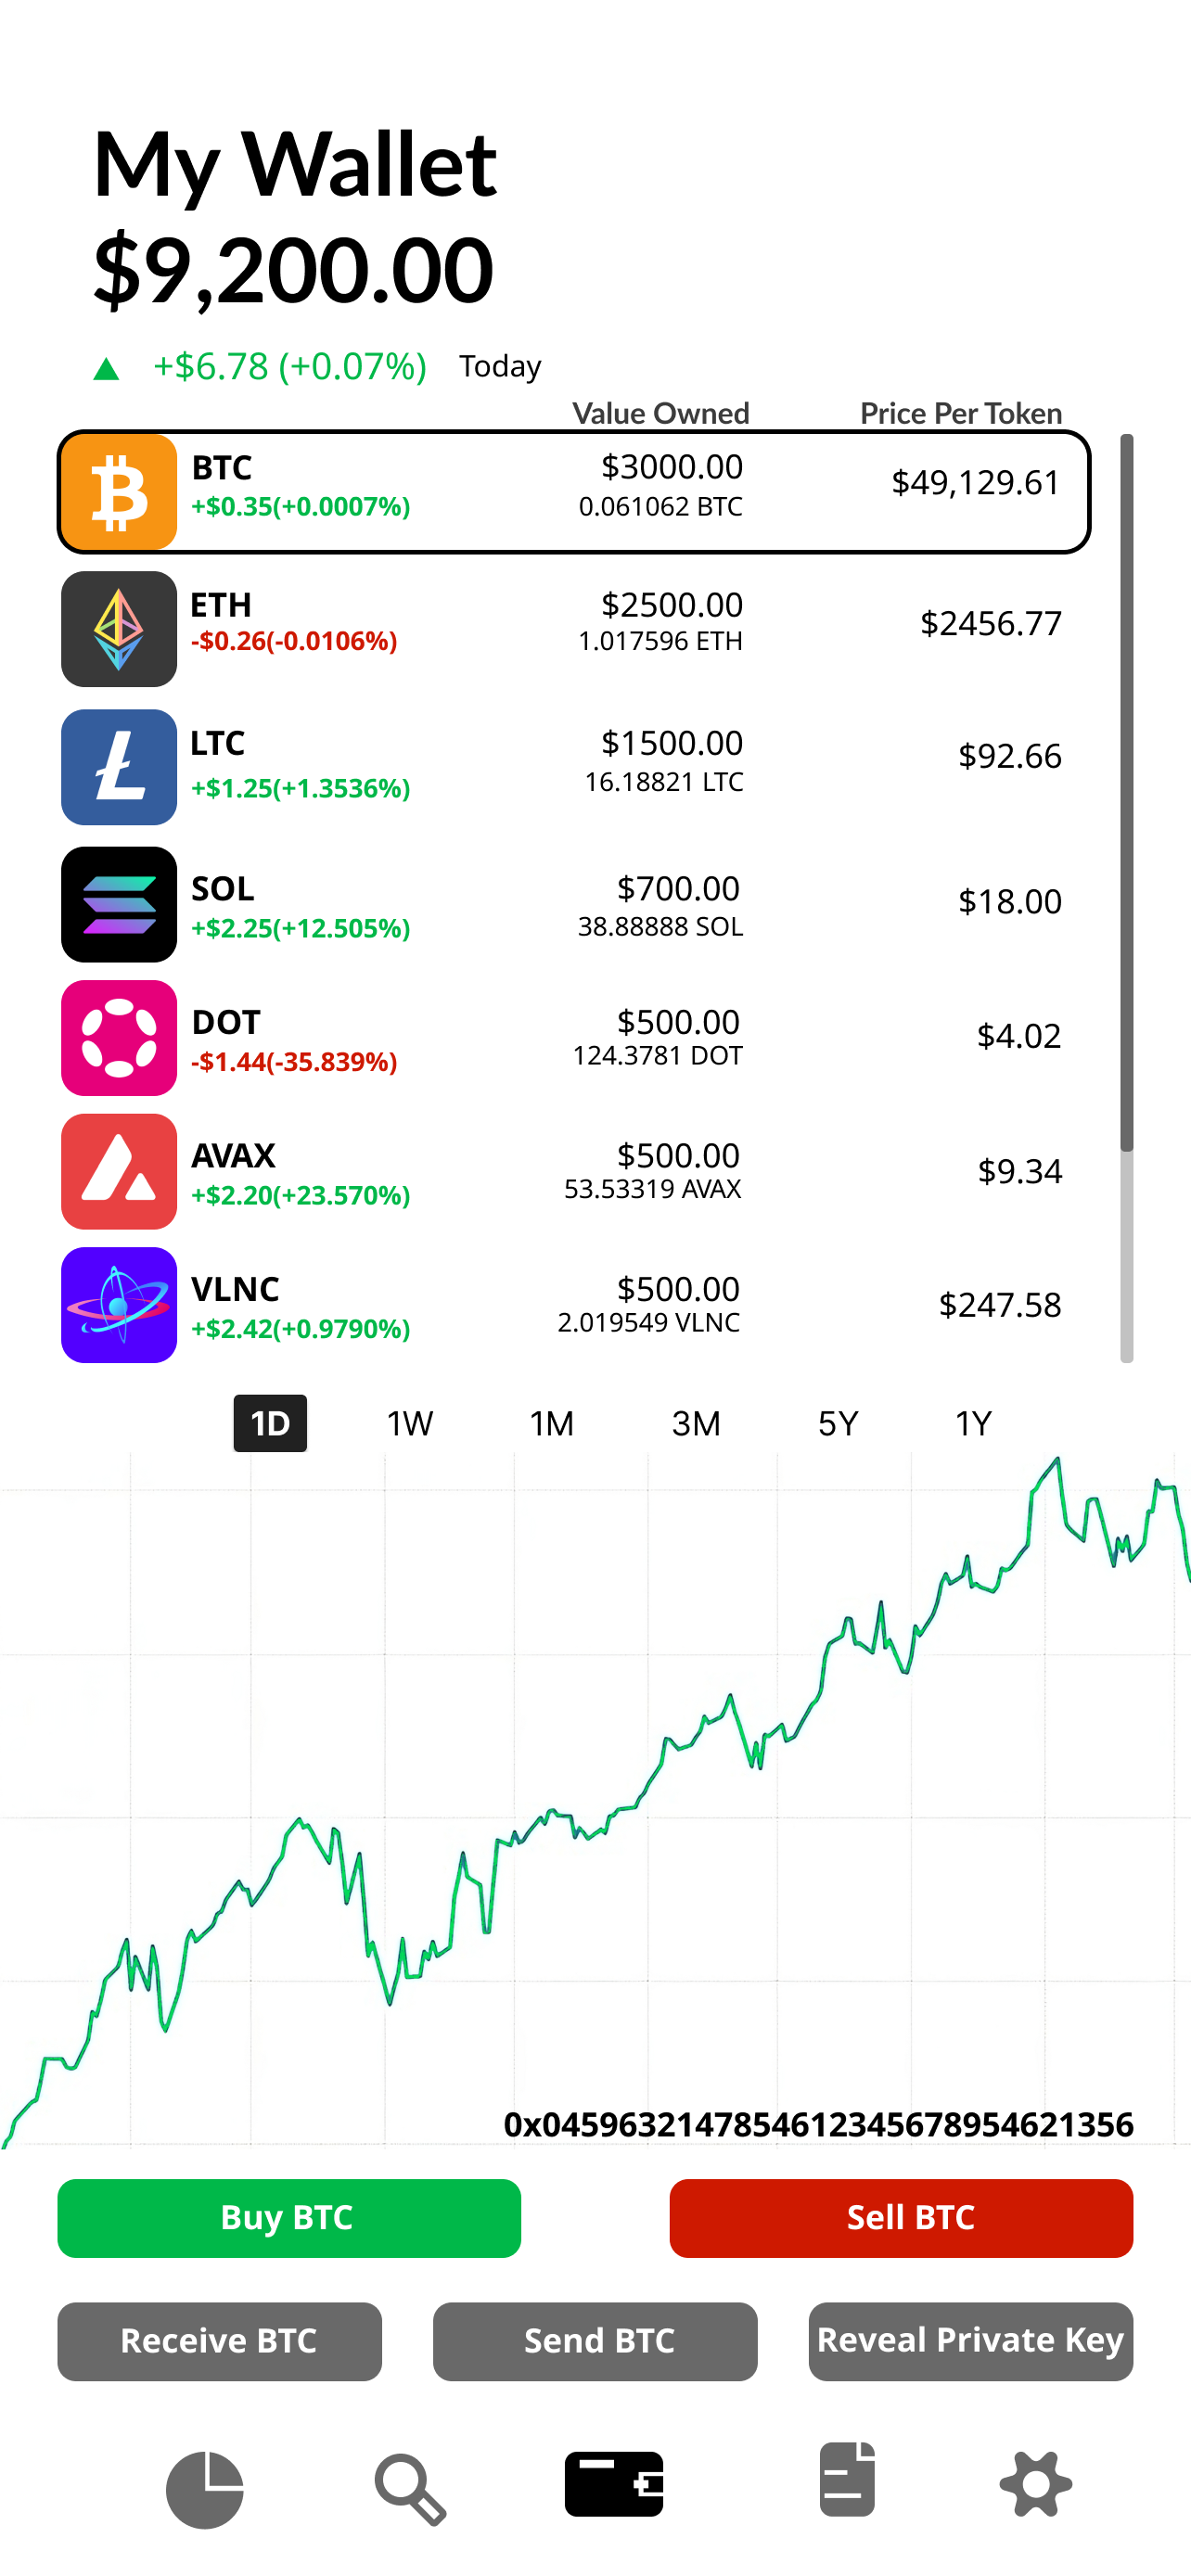 My Wallet
$9,200.00
+$6.78 (+0.07%) Today
Value Owned Price Per Token
BTC $3000.00 $49,129.61
+$0.35(+0.0007%) 0.061062 BTC
ETH $2500.00 $2456.77
-$0.26(-0.0106%) 1.017596 ETH
LTC $1500.00 $92.66
+$1.25(+1.3536%) 16.18821 LTC
SOL $700.00 $18.00
+$2.25(+12.505%) 38.88888 SOL
DOT $500.00 $4.02
-$1.44(-35.839%) 124.3781 DOT
AVAX $500.00 $9.34
+$2.20(+23.570%) 53.53319 AVAX
VLNC $500.00 $247.58
+$2.42(+0.9790%) 2.019549 VLNC
1D 1W 1M 3M 5Y 1Y
0x0459632147854612345678954621356
Buy BTC Sell BTC
Receive BTC Send BTC Reveal Private Key